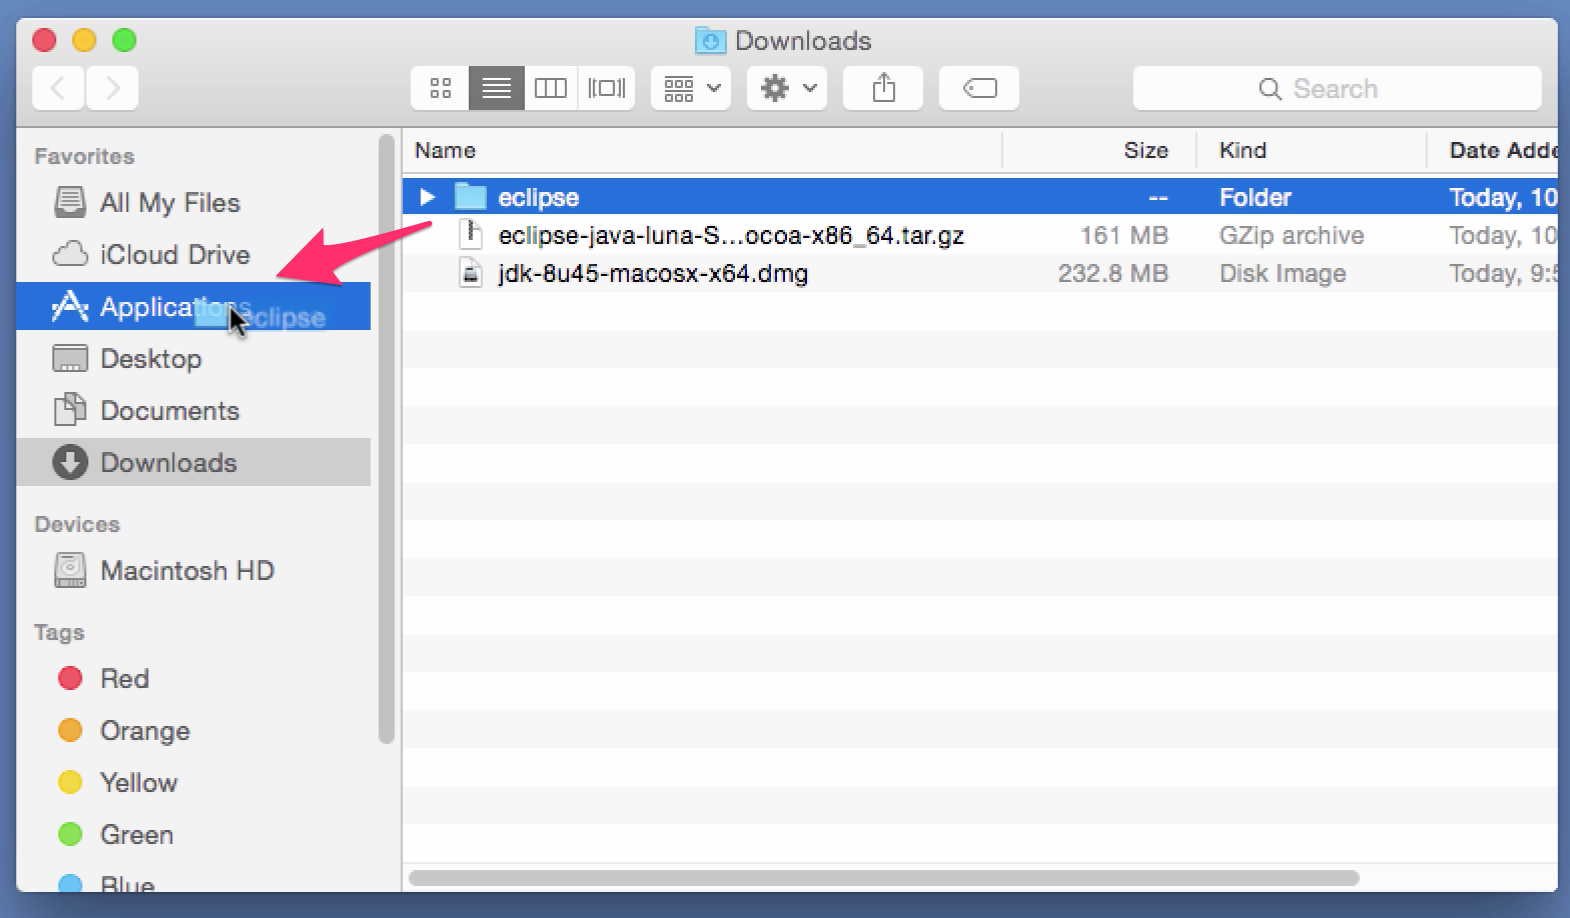 Downloads
Search
Favorites
All My Files
iCloud Drive
Applications
eclipse
Desktop
Documents
Downloads
Devices
Macintosh HD
Tags
Red
Orange
Yellow
Green
Blue
Name Size Kind Date Adde
eclipse -- Folder Today, 10
eclipse-java-luna-S...ocoa-x86_64.tar.gz 161 MB GZip archive Today, 10
jdk-8u45-macosx-x64.dmg 232.8 MB Disk Image Today, 9:5